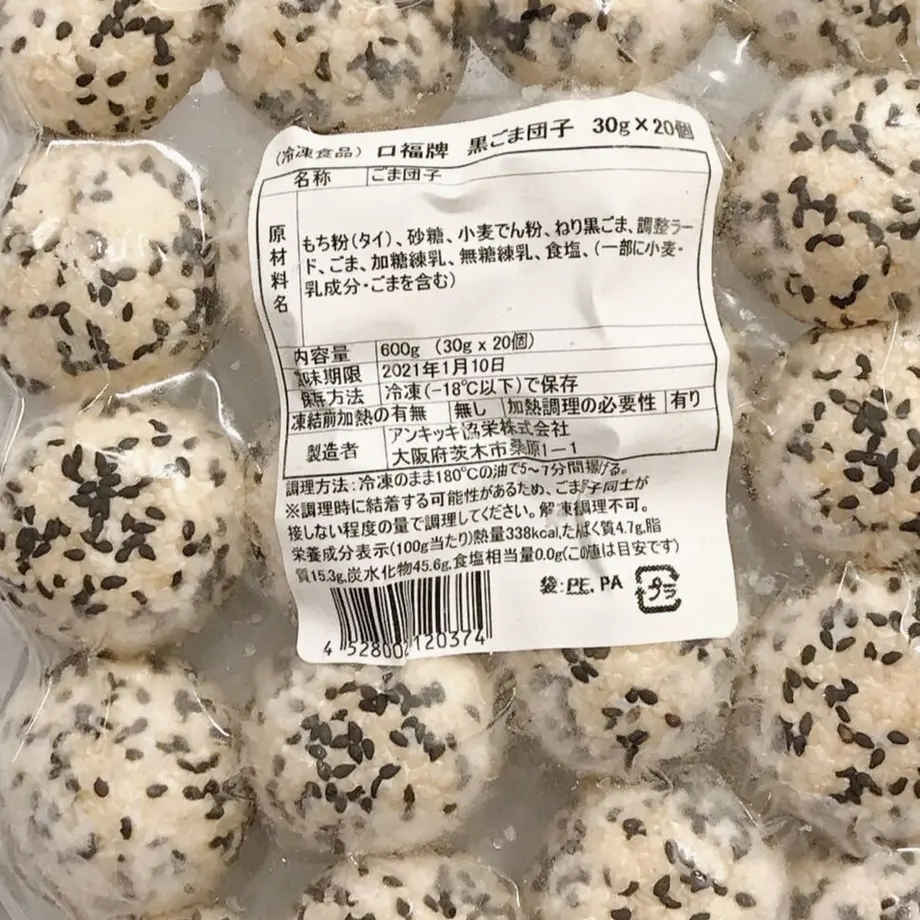 (冷凍食品) 口福牌 黒ごま団子 30g×20個
名称 ごま団子
原材料名 もち粉(タイ)、砂糖、小麦でん粉、ねり黒ごま、調整ラー
ド、ごま、加糖練乳、無糖練乳、食塩、(一部に小麦・
乳成分・ごまを含む)
内容量 600g (30g x 20個)
賞味期限 2021年1月10日
保存方法 冷凍(-18℃以下)で保存
凍結前加熱の有無 無し 加熱調理の必要性 有り
製造者 アンキッキ協栄株式会社
大阪府茨木市桑原1-1
調理方法:冷凍のまま180℃の油で5～7分間揚げる。
※調理時に結着する可能性があるため、ごま団子同士が
接しない程度の量で調理してください。解凍調理不可。
栄養成分表示(100g当たり)熱量338kcal,たんぱく質4.7g,脂
質15.3g,炭水化物45.6g,食塩相当量0.0g(この値は目安です)
袋:PE,PA プラ
4 528002 120374